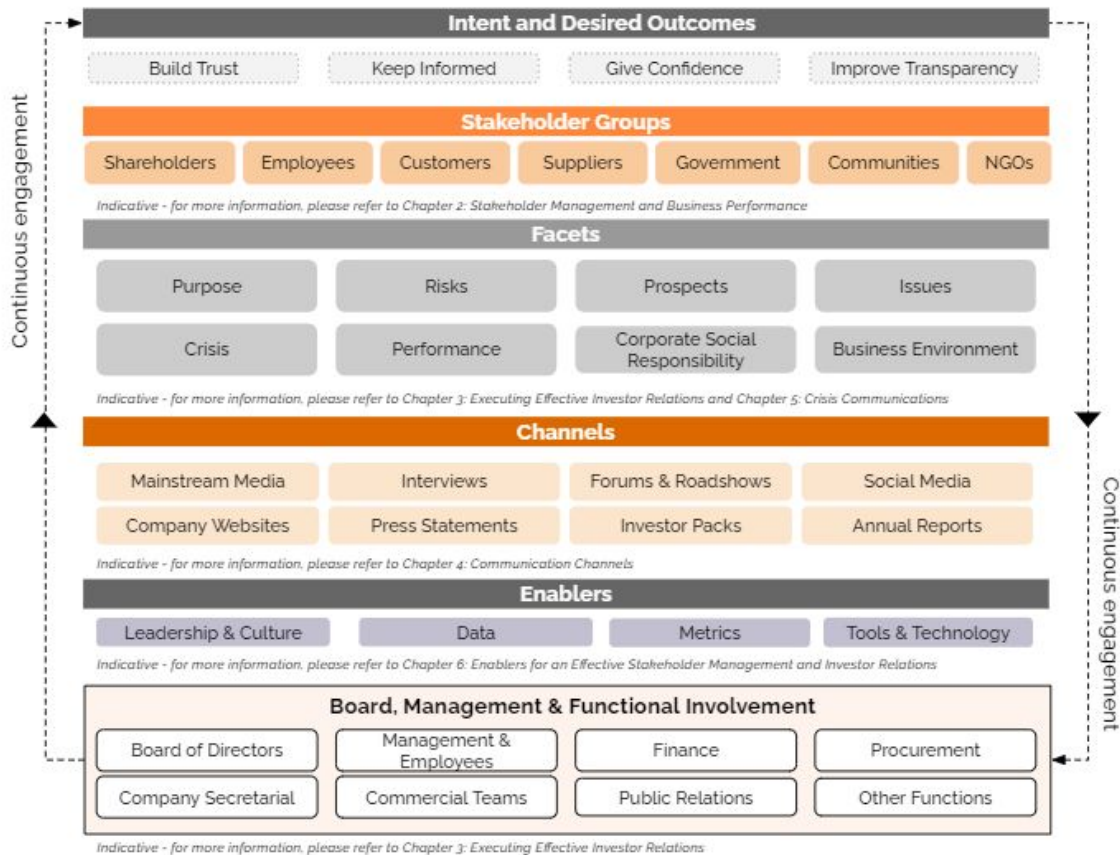 Intent and Desired Outcomes
Build Trust
Keep Informed
Give Confidence
Improve Transparency
Stakeholder Groups
Shareholders
Employees
Customers
Suppliers
Government
Communities
NGOs
Indicative - for more information, please refer to Chapter 2: Stakeholder Management and Business Performance
Facets
Purpose
Risks
Prospects
Issues
Crisis
Performance
Corporate Social
Responsibility
Business Environment
Indicative - for more information, please refer to Chapter 3: Executing Effective Investor Relations and Chapter 5: Crisis Communications
Channels
Mainstream Media
Interviews
Forums & Roadshows
Social Media
Company Websites
Press Statements
Investor Packs
Annual Reports
Indicative - for more information, please refer to Chapter 4: Communication Channels
Enablers
Leadership & Culture
Data
Metrics
Tools & Technology
Indicative - for more information, please refer to Chapter 6: Enablers for an Effective Stakeholder Management and Investor Relations
Board, Management & Functional Involvement
Board of Directors
Management &
Employees
Finance
Procurement
Company Secretarial
Commercial Teams
Public Relations
Other Functions
Indicative - for more information, please refer to Chapter 3: Executing Effective Investor Relations
Continuous engagement
Continuous engagement